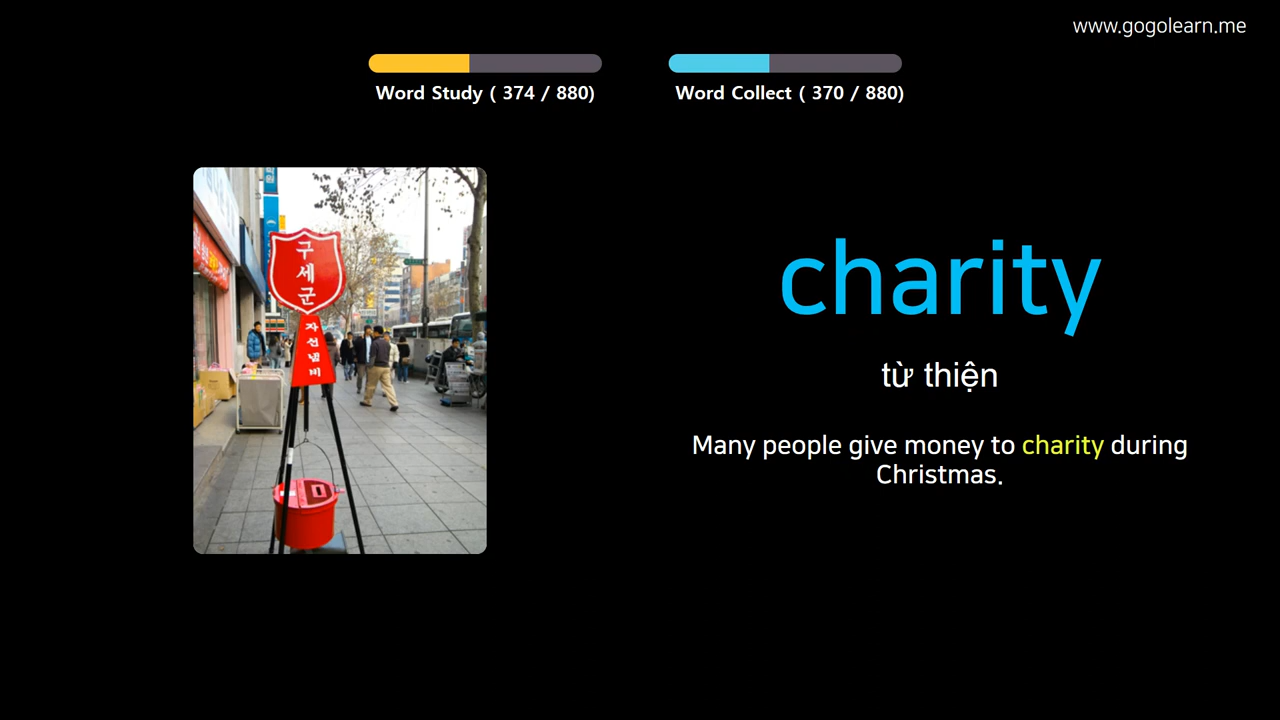 www.gogolearn.me
Word Study ( 374 / 880)
Word Collect ( 370 / 880)
구
세
군
자
선
냄
비
charity
từ thiện
Many people give money to charity during
Christmas.